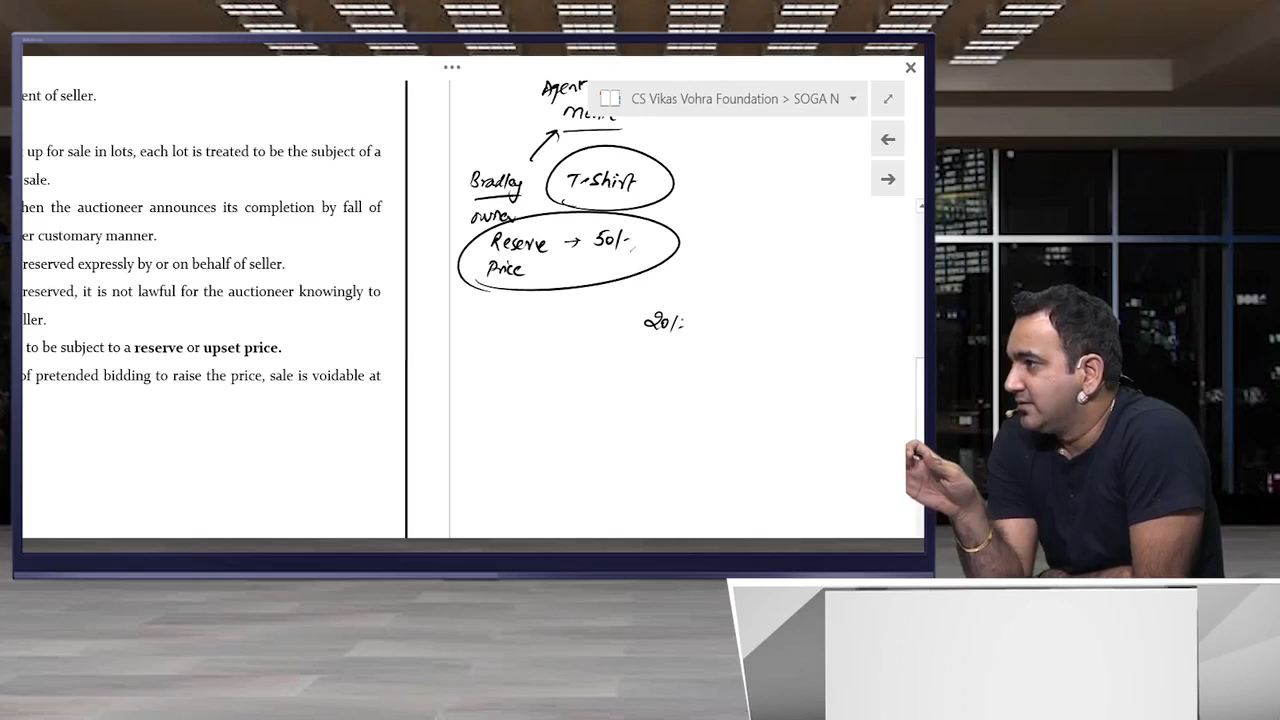 ent of seller.
up for sale in lots, each lot is treated to be the subject of a
sale.
hen the auctioneer announces its completion by fall of
er customary manner.
reserved expressly by or on behalf of seller.
reserved, it is not lawful for the auctioneer knowingly to
ller.
to be subject to a reserve or upset price.
of pretended bidding to raise the price, sale is voidable at
Agent
CS Vikas Vohra Foundation > SOGA N
Bradley
T-Shirt
owner
Reserve → 50/-
Price
20/-